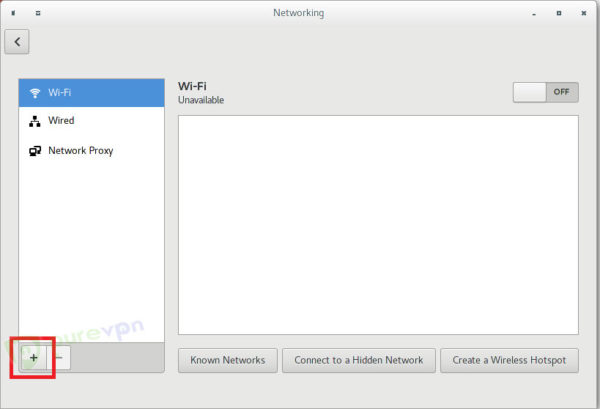 Networking
Wi-Fi
Wired
Network Proxy
Wi-Fi
Unavailable
OFF
purevpn
+
−
Known Networks
Connect to a Hidden Network
Create a Wireless Hotspot